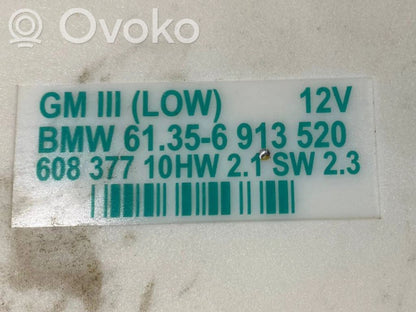 Ovoko
GM III (LOW) 12V
BMW 61.35-6 913 520
608 377 10HW 2.1 SW 2.3